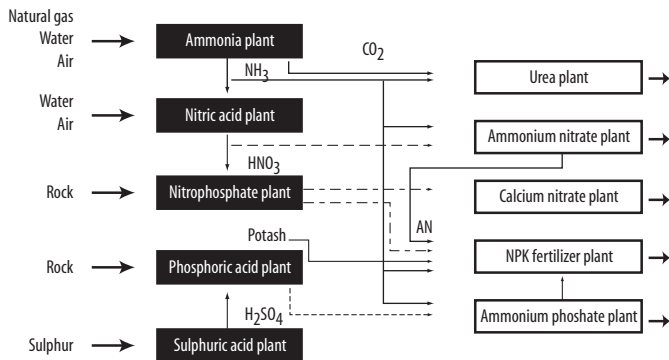 Natural gas
Water
Air
Ammonia plant
CO2
NH3
Urea plant
Water
Air
Nitric acid plant
Ammonium nitrate plant
HNO3
Rock
Nitrophosphate plant
Calcium nitrate plant
AN
Potash
Rock
Phosphoric acid plant
NPK fertilizer plant
H2SO4
Ammonium phoshate plant
Sulphur
Sulphuric acid plant